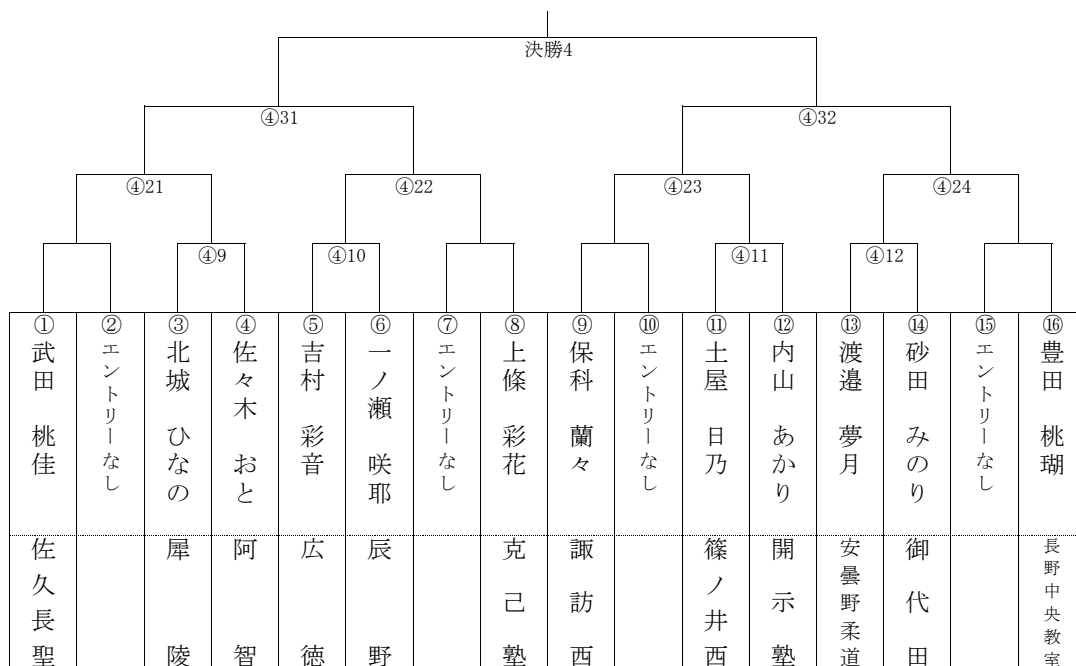 決勝4
④31 ④32
④21 ④22 ④23 ④24
④9 ④10 ④11 ④12
① 武田 桃佳 佐久長聖
② エントリーなし
③ 北城 ひなの 犀陵
④ 佐々木 おと 阿智
⑤ 吉村 彩音 広徳
⑥ 一ノ瀬 咲耶 辰野
⑦ エントリーなし
⑧ 上條 彩花 克己塾
⑨ 保科 蘭々 諏訪西
⑩ エントリーなし
⑪ 土屋 日乃 篠ノ井西
⑫ 内山 あかり 開示塾
⑬ 渡邉 夢月 安曇野柔道
⑭ 砂田 みのり 御代田
⑮ エントリーなし
⑯ 豊田 桃瑚 長野中央教室